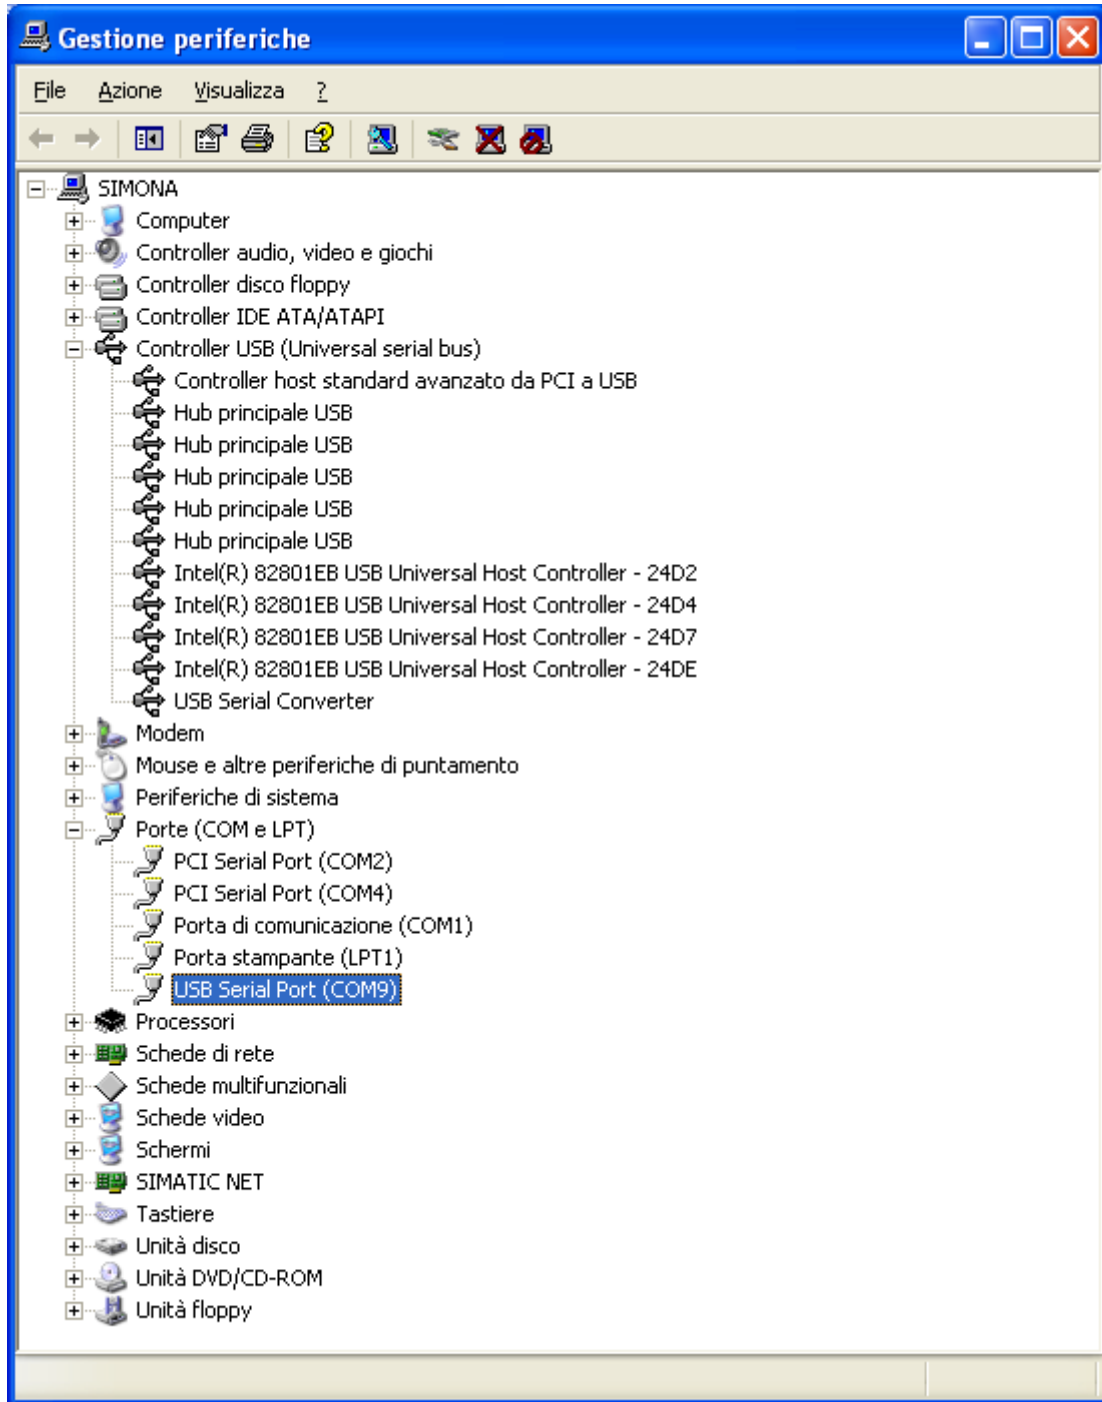 Gestione periferiche
File Azione Visualizza ?
SIMONA
Computer
Controller audio, video e giochi
Controller disco floppy
Controller IDE ATA/ATAPI
Controller USB (Universal serial bus)
Controller host standard avanzato da PCI a USB
Hub principale USB
Hub principale USB
Hub principale USB
Hub principale USB
Hub principale USB
Intel(R) 82801EB USB Universal Host Controller - 24D2
Intel(R) 82801EB USB Universal Host Controller - 24D4
Intel(R) 82801EB USB Universal Host Controller - 24D7
Intel(R) 82801EB USB Universal Host Controller - 24DE
USB Serial Converter
Modem
Mouse e altre periferiche di puntamento
Periferiche di sistema
Porte (COM e LPT)
PCI Serial Port (COM2)
PCI Serial Port (COM4)
Porta di comunicazione (COM1)
Porta stampante (LPT1)
USB Serial Port (COM9)
Processori
Schede di rete
Schede multifunzionali
Schede video
Schermi
SIMATIC NET
Tastiere
Unità disco
Unità DVD/CD-ROM
Unità floppy